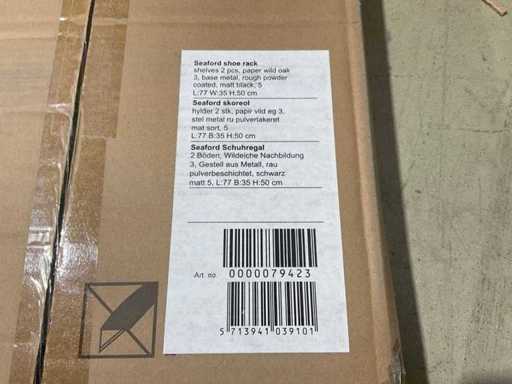 Seaford shoe rack
shelves 2 pcs, paper wild oak
3, base metal, rough powder
coated, matt black, 5
L:77 W:35 H:50 cm
Seaford skoreol
hylder 2 stk, papir vild eg 3,
stel metal ru pulverlakeret
mat sort, 5
L:77 B:35 H:50 cm
Seaford Schuhregal
2 Böden, Wildeiche Nachbildung
3, Gestell aus Metall, rau
pulverbeschichtet, schwarz
matt 5, L:77 B:35 H:50 cm
Art. no. 0000079423
5 713941 039101